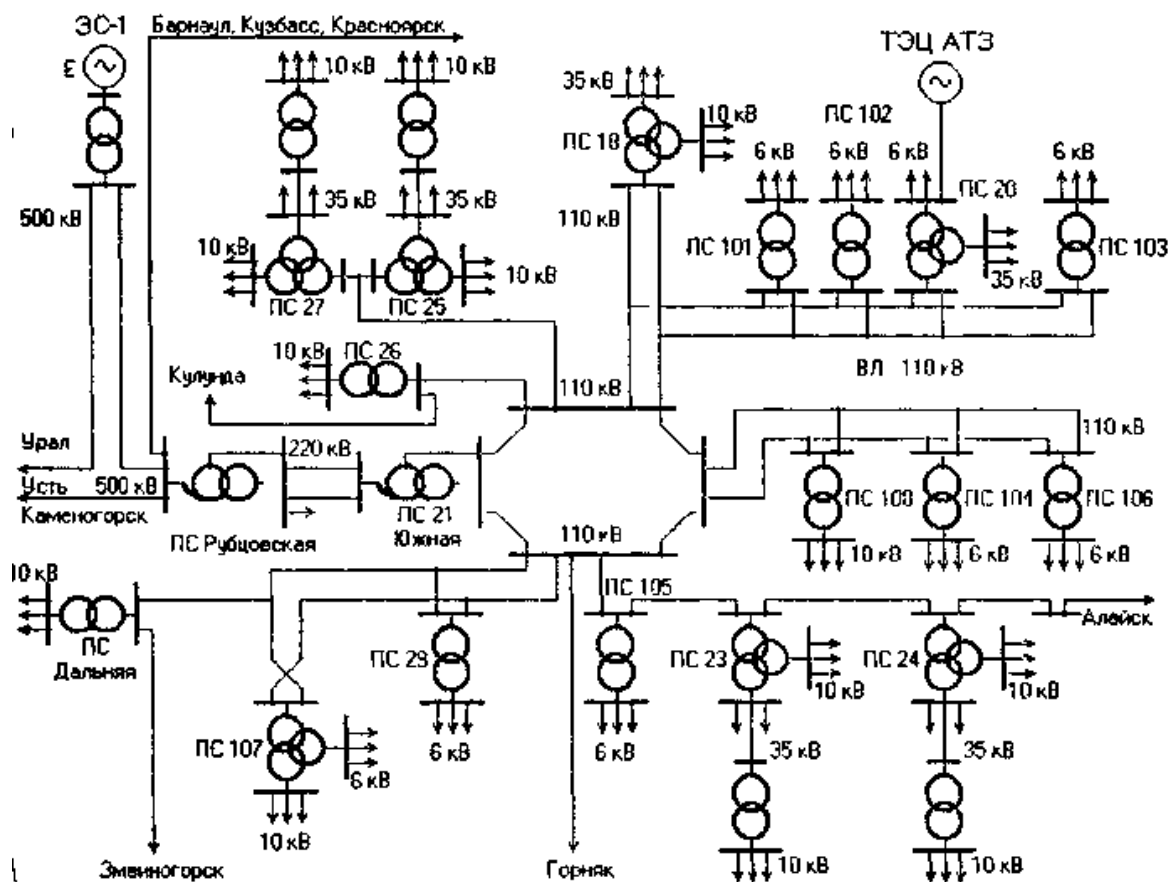 ЭС-1
Барнаул, Кузбасс, Красноярск
ТЭЦ АТЗ
E
10 кВ
10 кВ
35 кВ
10 кВ
ПС 102
ПС 18
6 кВ
6 кВ
6 кВ
6 кВ
ПС 20
500 кВ
35 кВ
35 кВ
110 кВ
110 кВ
ПС 101
ПС 103
10 кВ
10 кВ
35 кВ
ПС 27
ПС 25
10 кВ
ПС 26
ВЛ 110 кВ
Кулунда
110 кВ
110 кВ
Урал
220 кВ
Усть
500 кВ
Каменогорск
ПС 21
Южная
ПС Рубцовская
ПС 100
ПС 104
ПС 106
110 кВ
10 кВ
6 кВ
6 кВ
10 кВ
ПС 105
Алейск
ПС
Дальняя
ПС 29
ПС 23
ПС 24
10 кВ
10 кВ
ПС 107
6 кВ
6 кВ
6 кВ
35 кВ
35 кВ
10 кВ
Змеиногорск
Горняк
10 кВ
10 кВ